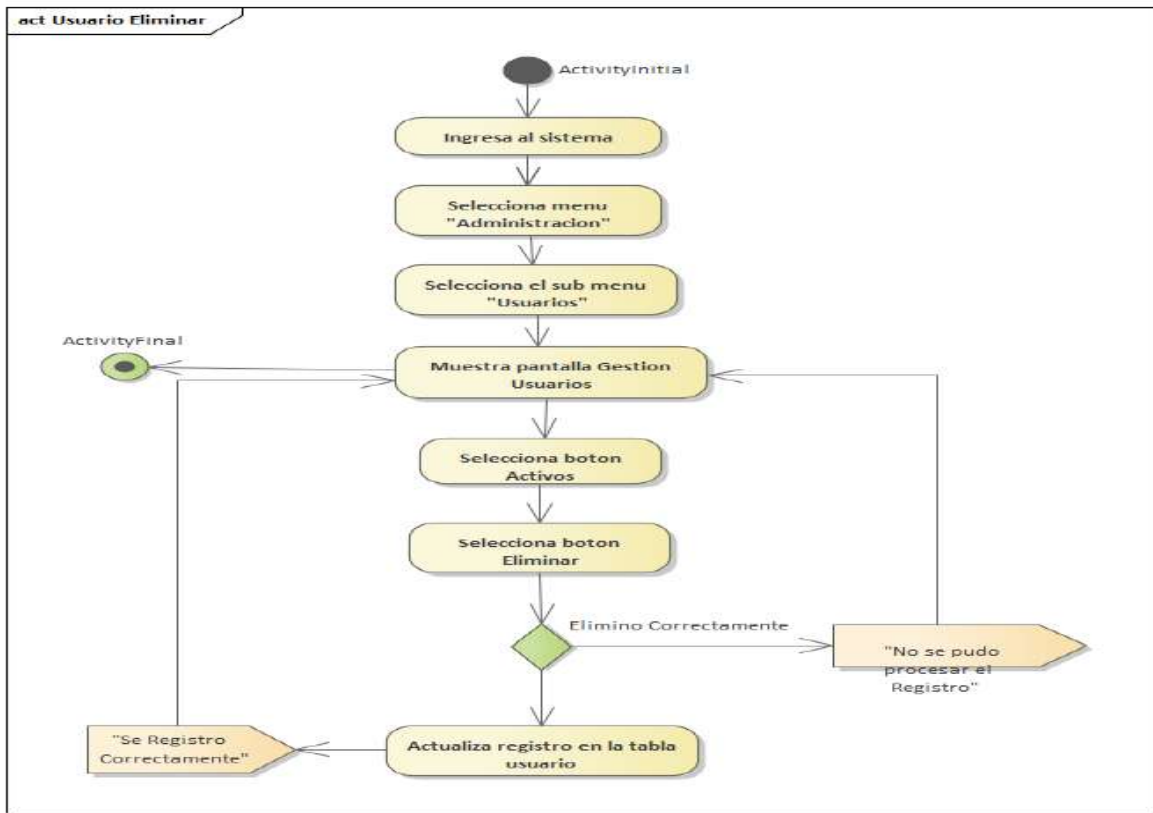 act Usuario Eliminar
ActivityInitial
Ingresa al sistema
Selecciona menu
"Administracion"
Selecciona el sub menu
"Usuarios"
ActivityFinal
Muestra pantalla Gestion
Usuarios
Selecciona boton
Activos
Selecciona boton
Eliminar
Elimino Correctamente
"No se pudo
procesar el
Registro"
"Se Registro
Correctamente"
Actualiza registro en la tabla
usuario